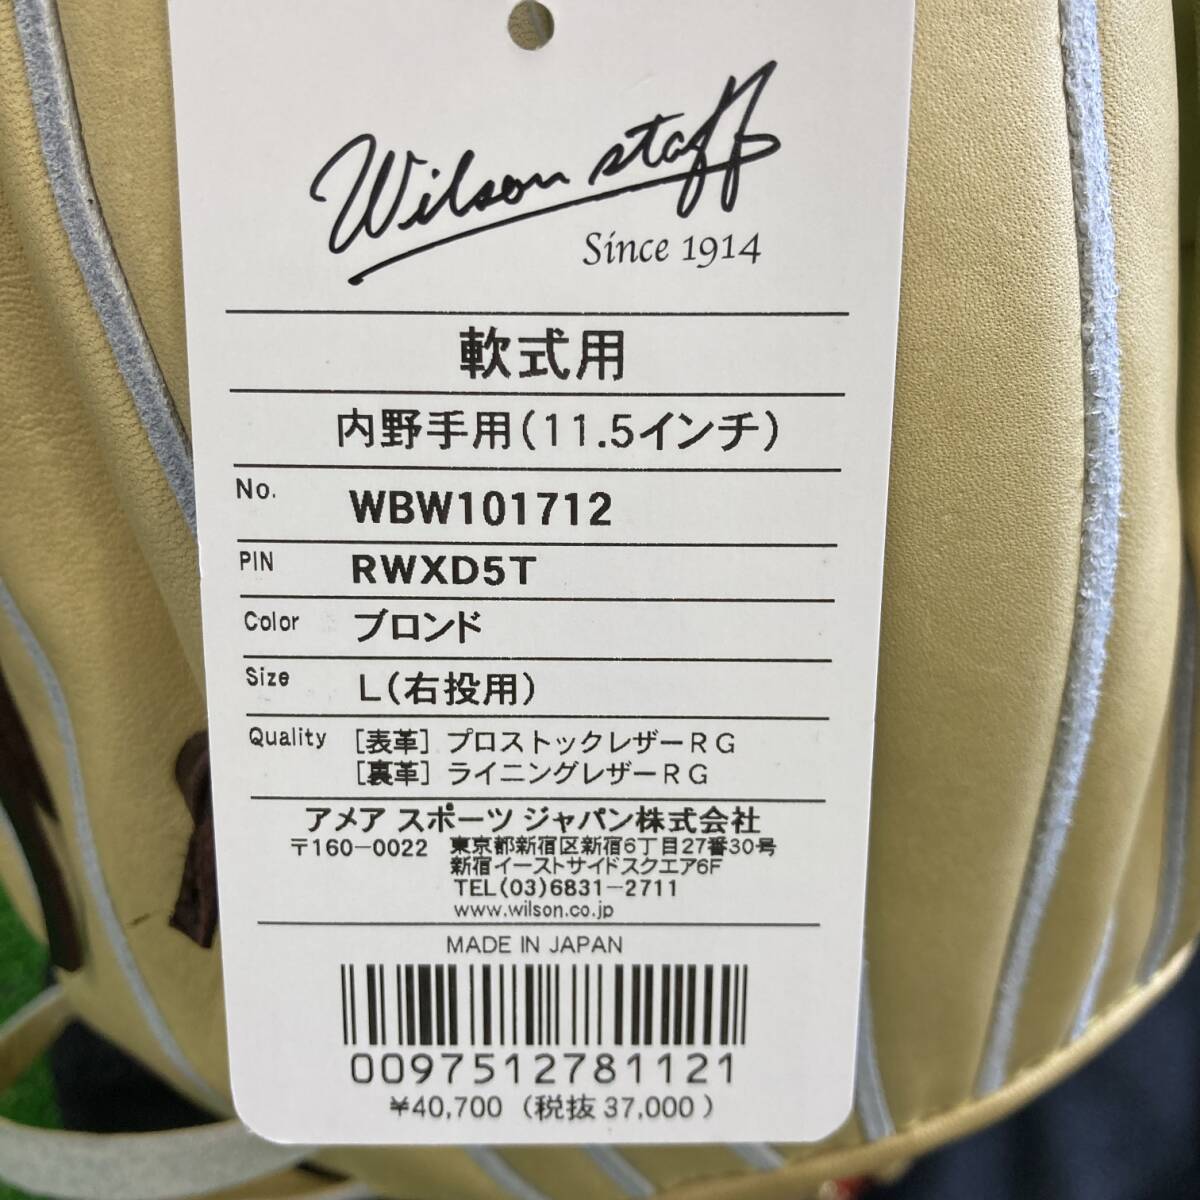 Wilson staff
Since 1914
軟式用
内野手用(11.5インチ)
No. WBW101712
PIN RWXD5T
Color ブロンド
Size L(右投用)
Quality [表革] プロストックレザーRG
[裏革] ライニングレザーRG
アメア スポーツ ジャパン株式会社
〒160-0022 東京都新宿区新宿6丁目27番30号
新宿イーストサイドスクエア6F
TEL(03)6831-2711
www.wilson.co.jp
MADE IN JAPAN
0097512781121
¥40,700 (税抜37,000)